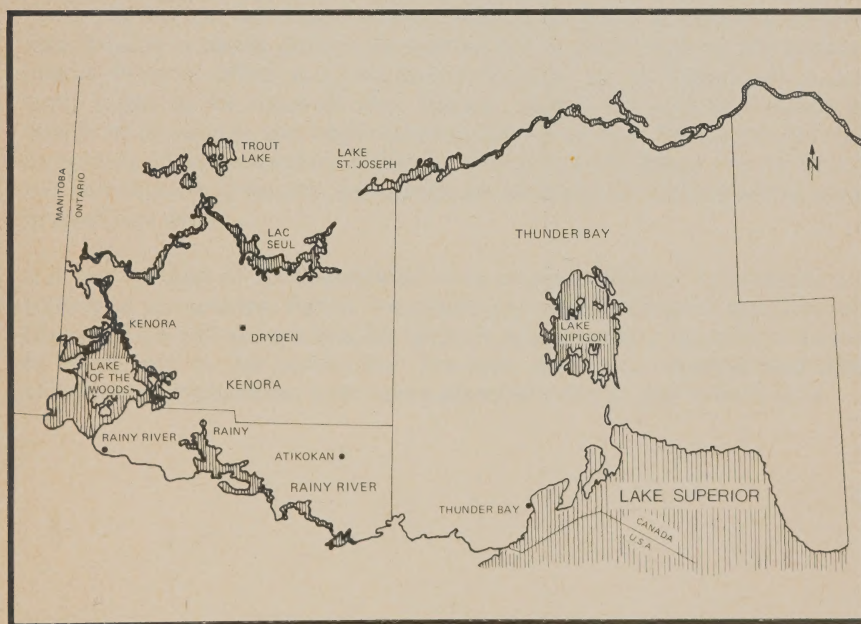 TROUT
LAKE
LAKE
ST. JOSEPH
N
MANITOBA
ONTARIO
LAC
SEUL
THUNDER BAY
KENORA
DRYDEN
LAKE
NIPIGON
LAKE
OF THE
WOODS
KENORA
RAINY RIVER
RAINY
ATIKOKAN
RAINY RIVER
THUNDER BAY
LAKE SUPERIOR
CANADA
U.S.A